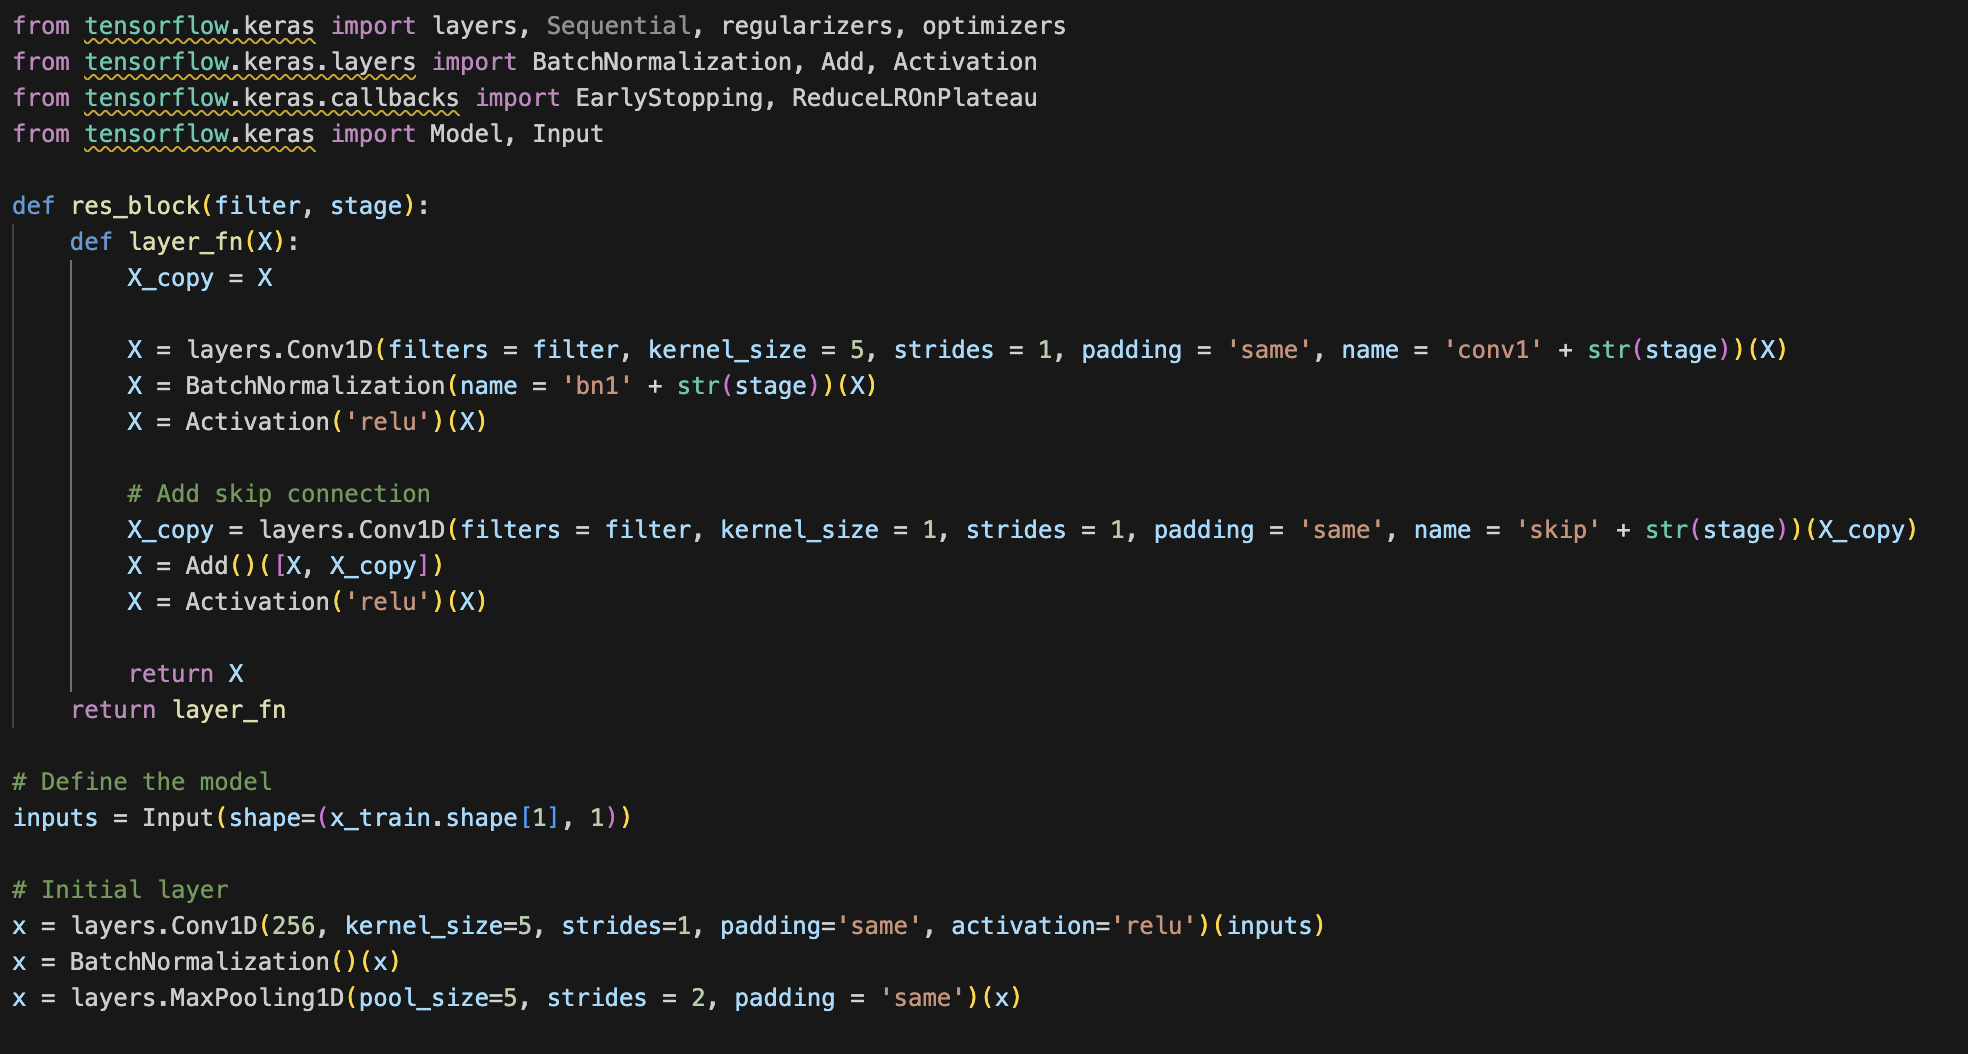 from tensorflow.keras import layers, Sequential, regularizers, optimizers
from tensorflow.keras.layers import BatchNormalization, Add, Activation
from tensorflow.keras.callbacks import EarlyStopping, ReduceLROnPlateau
from tensorflow.keras import Model, Input

def res_block(filter, stage):
    def layer_fn(X):
        X_copy = X

        X = layers.Conv1D(filters = filter, kernel_size = 5, strides = 1, padding = 'same', name = 'conv1' + str(stage))(X)
        X = BatchNormalization(name = 'bn1' + str(stage))(X)
        X = Activation('relu')(X)

        # Add skip connection
        X_copy = layers.Conv1D(filters = filter, kernel_size = 1, strides = 1, padding = 'same', name = 'skip' + str(stage))(X_copy)
        X = Add()([X, X_copy])
        X = Activation('relu')(X)

        return X
    return layer_fn

# Define the model
inputs = Input(shape=(x_train.shape[1], 1))

# Initial layer
x = layers.Conv1D(256, kernel_size=5, strides=1, padding='same', activation='relu')(inputs)
x = BatchNormalization()(x)
x = layers.MaxPooling1D(pool_size=5, strides = 2, padding = 'same')(x)